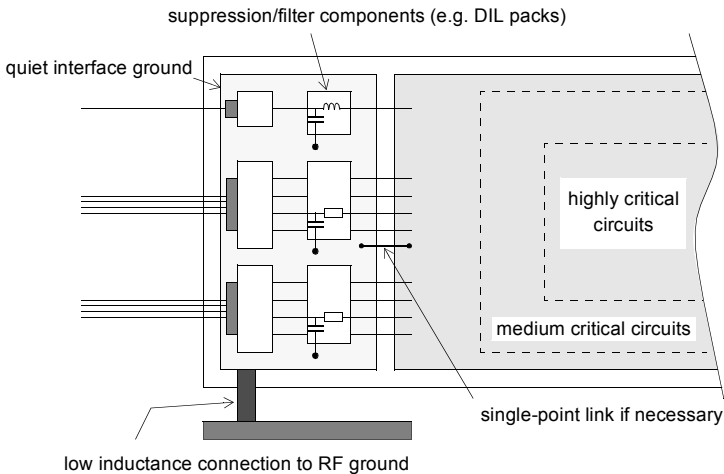 suppression/filter components (e.g. DIL packs)
quiet interface ground
highly critical
circuits
medium critical circuits
single-point link if necessary
low inductance connection to RF ground